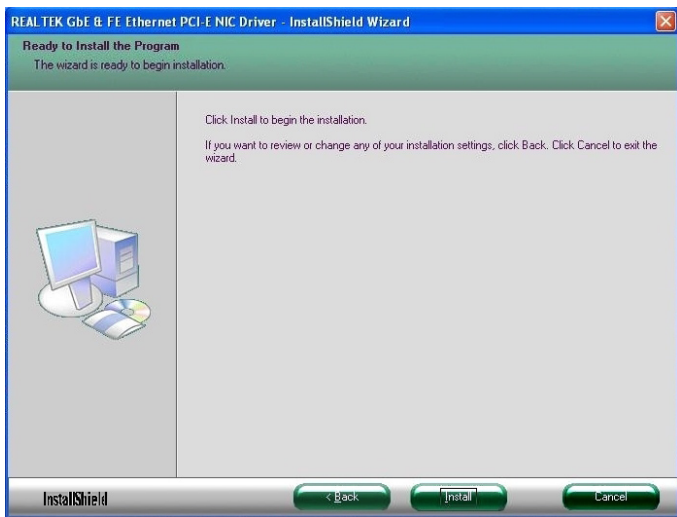 REALTEK GbE & FE Ethernet PCI-E NIC Driver - InstallShield Wizard
Ready to Install the Program
The wizard is ready to begin installation.
Click Install to begin the installation.
If you want to review or change any of your installation settings, click Back. Click Cancel to exit the
wizard.
InstallShield
< Back
Install
Cancel